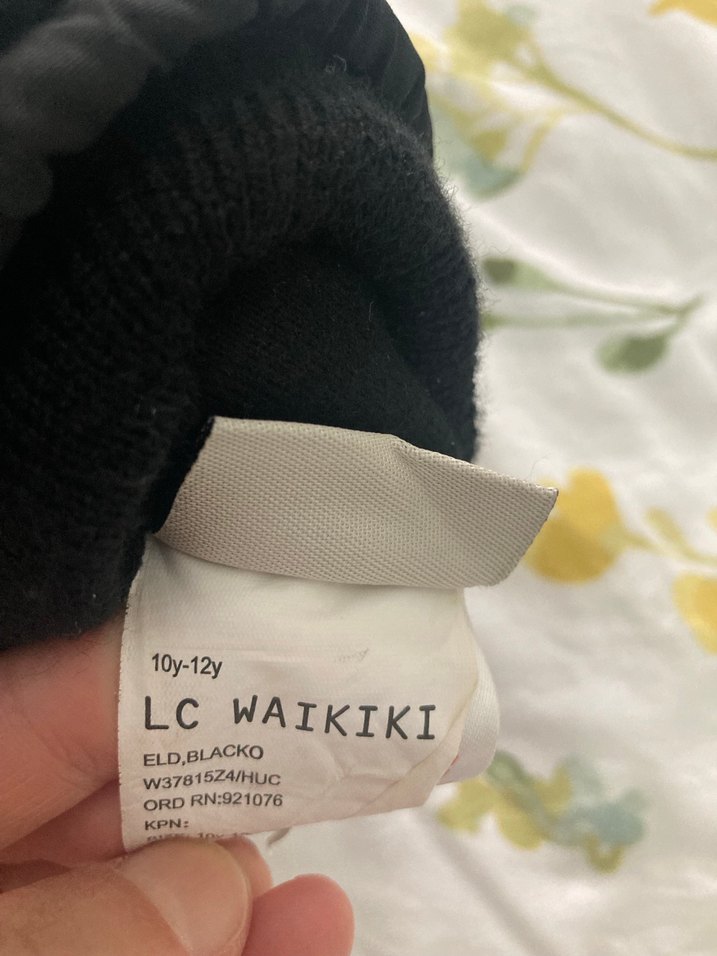 10y-12y
LC WAIKIKI
ELD,BLACKO
W37815Z4/HUC
ORD RN:921076
KPN: